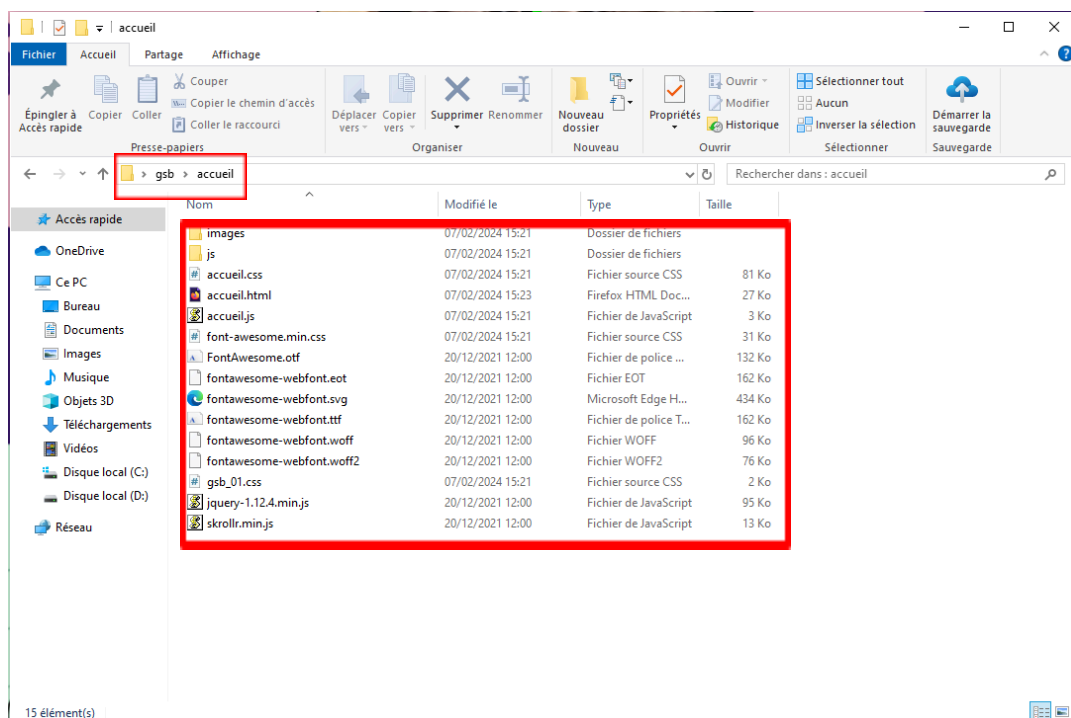 accueil
Fichier Accueil Partage Affichage
Épingler à Accès rapide
Copier
Coller
Couper
Copier le chemin d'accès
Coller le raccourci
Déplacer vers
Copier vers
Supprimer
Renommer
Nouveau dossier
Propriétés
Ouvrir
Modifier
Historique
Sélectionner tout
Aucun
Inverser la sélection
Démarrer la sauvegarde
Presse-papiers Organiser Nouveau Ouvrir Sélectionner Sauvegarde
gsb > accueil
Rechercher dans : accueil
Accès rapide
OneDrive
Ce PC
Bureau
Documents
Images
Musique
Objets 3D
Téléchargements
Vidéos
Disque local (C:)
Disque local (D:)
Réseau
Nom Modifié le Type Taille
images 07/02/2024 15:21 Dossier de fichiers
js 07/02/2024 15:21 Dossier de fichiers
accueil.css 07/02/2024 15:21 Fichier source CSS 81 Ko
accueil.html 07/02/2024 15:23 Firefox HTML Doc... 27 Ko
accueil.js 07/02/2024 15:21 Fichier de JavaScript 3 Ko
font-awesome.min.css 07/02/2024 15:21 Fichier source CSS 31 Ko
FontAwesome.otf 20/12/2021 12:00 Fichier de police ... 132 Ko
fontawesome-webfont.eot 20/12/2021 12:00 Fichier EOT 162 Ko
fontawesome-webfont.svg 20/12/2021 12:00 Microsoft Edge H... 434 Ko
fontawesome-webfont.ttf 20/12/2021 12:00 Fichier de police T... 162 Ko
fontawesome-webfont.woff 20/12/2021 12:00 Fichier WOFF 96 Ko
fontawesome-webfont.woff2 20/12/2021 12:00 Fichier WOFF2 76 Ko
gsb_01.css 07/02/2024 15:21 Fichier source CSS 2 Ko
jquery-1.12.4.min.js 20/12/2021 12:00 Fichier de JavaScript 95 Ko
skrollr.min.js 20/12/2021 12:00 Fichier de JavaScript 13 Ko
15 élément(s)